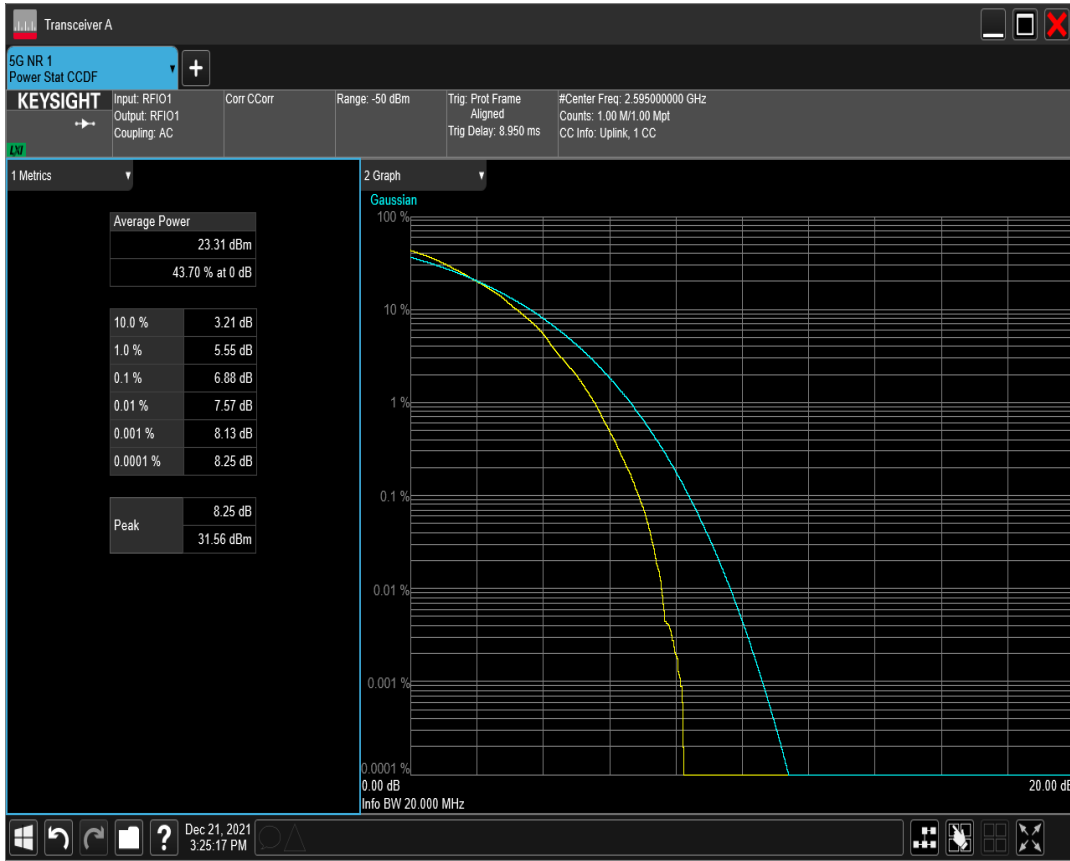 Transceiver A
5G NR 1
Power Stat CCDF
KEYSIGHT
LXI
Input: RFIO1
Output: RFIO1
Coupling: AC
Corr CCorr
Range: -50 dBm
Trig: Prot Frame
Aligned
Trig Delay: 8.950 ms
#Center Freq: 2.595000000 GHz
Counts: 1.00 M/1.00 Mpt
CC Info: Uplink, 1 CC
1 Metrics
Average Power
23.31 dBm
43.70 % at 0 dB
10.0 % 3.21 dB
1.0 % 5.55 dB
0.1 % 6.88 dB
0.01 % 7.57 dB
0.001 % 8.13 dB
0.0001 % 8.25 dB
Peak
8.25 dB
31.56 dBm
2 Graph
Gaussian
100 %
10 %
1 %
0.1 %
0.01 %
0.001 %
0.0001 %
0.00 dB 20.00 dB
Info BW 20.000 MHz
? Dec 21, 2021
3:25:17 PM